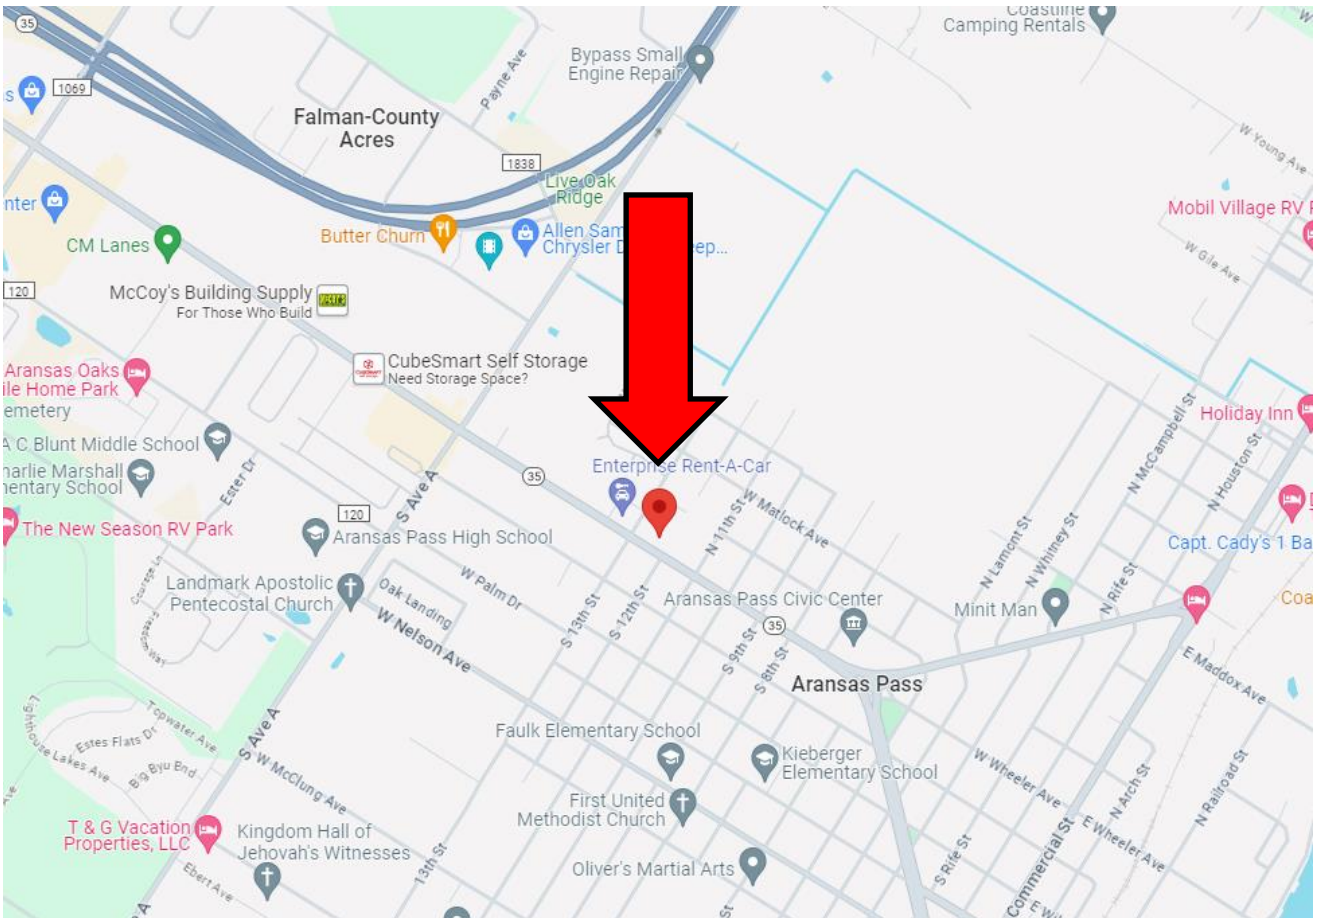 35
Coastline
Camping Rentals
Bypass Small
Engine Repair
Payne Ave
1069
Falman-County
Acres
1838
W Young Ave
Live Oak
Ridge
nter
Mobil Village RV
CM Lanes
Butter Churn
Allen Sam
Chrysler D
eep...
W Gile Ave
120
McCoy's Building Supply
For Those Who Build
CubeSmart Self Storage
Need Storage Space?
Aransas Oaks
ile Home Park
emetery
Holiday Inn
A C Blunt Middle School
N McCampbell St
N Houston St
harlie Marshall
nentary School
Ester Dr
S Ave A
35
Enterprise Rent-A-Car
W Matlock Ave
N 11th St
120
The New Season RV Park
Aransas Pass High School
N Lamont St
N Whitney St
Capt. Cady's 1 Ba
Courage Ln
Freedom Way
Landmark Apostolic
Pentecostal Church
Oak Landing
W Palm Dr
W Nelson Ave
S 13th St
S 12th St
Aransas Pass Civic Center
35
Minit Man
N Rife St
Coa
S 9th St
S 8th St
Aransas Pass
E Maddox Ave
Lighthouse Lakes Ave
Topwater Ave
Estes Flats Dr
Big Byu End
S Ave A
W McClung Ave
Faulk Elementary School
Kieberger
Elementary School
W Wheeler Ave
N Arch St
N Railroad St
First United
Methodist Church
T & G Vacation
Properties, LLC
Kingdom Hall of
Jehovah's Witnesses
13th St
E Wheeler Ave
Ebert Ave
Oliver's Martial Arts
S Rife St
Commercial St
A
St